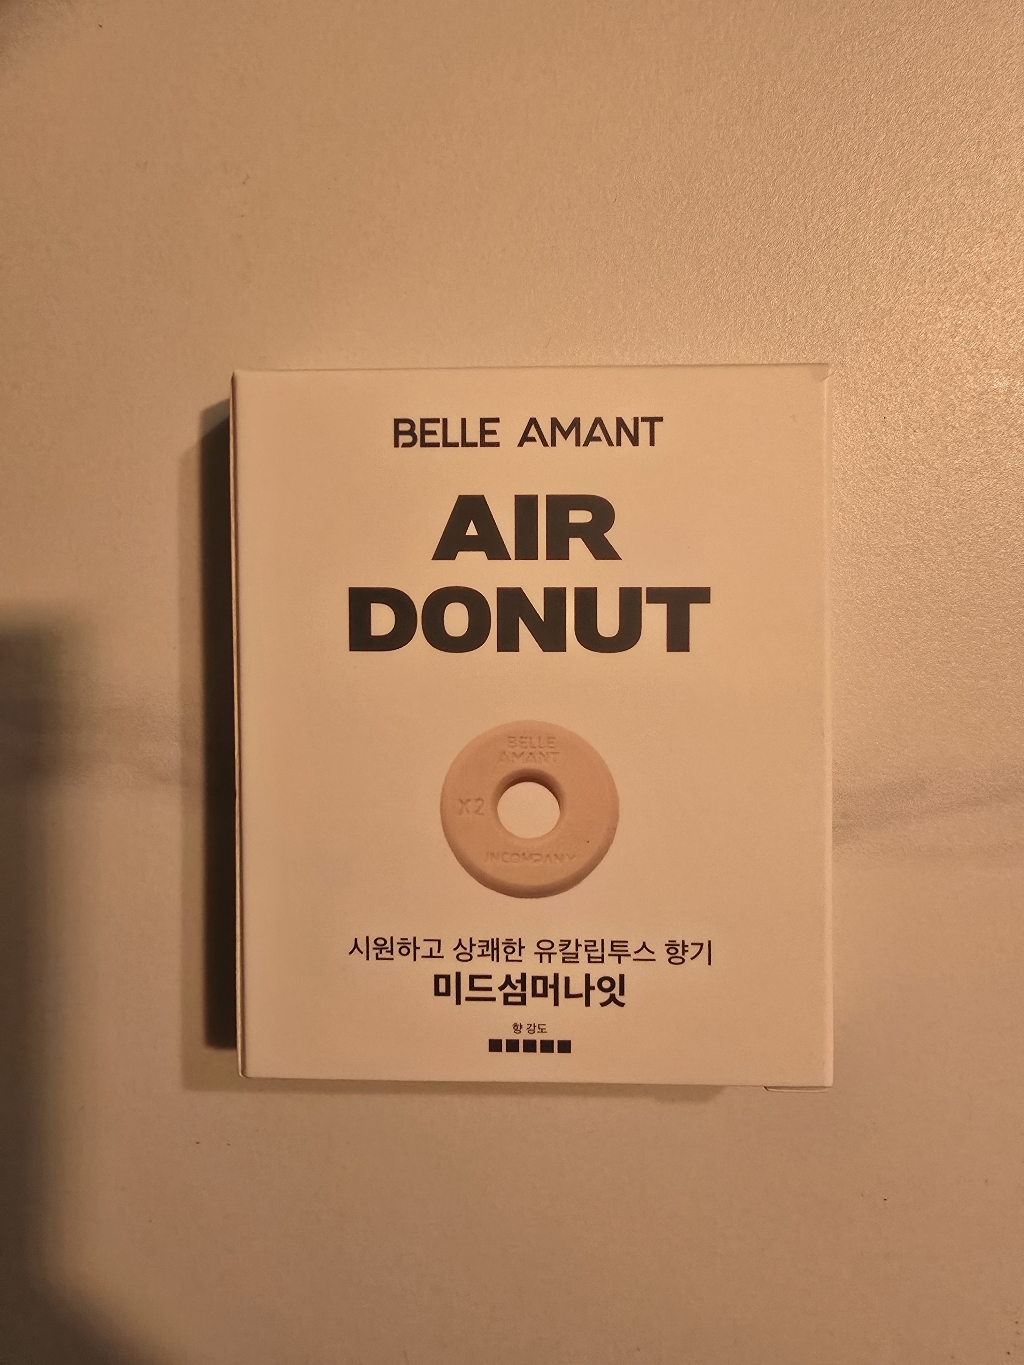 BELLE AMANT
AIR
DONUT
BELLE
AMANT
X2
INCOMPANY
시원하고 상쾌한 유칼립투스 향기
미드섬머나잇
향 강도